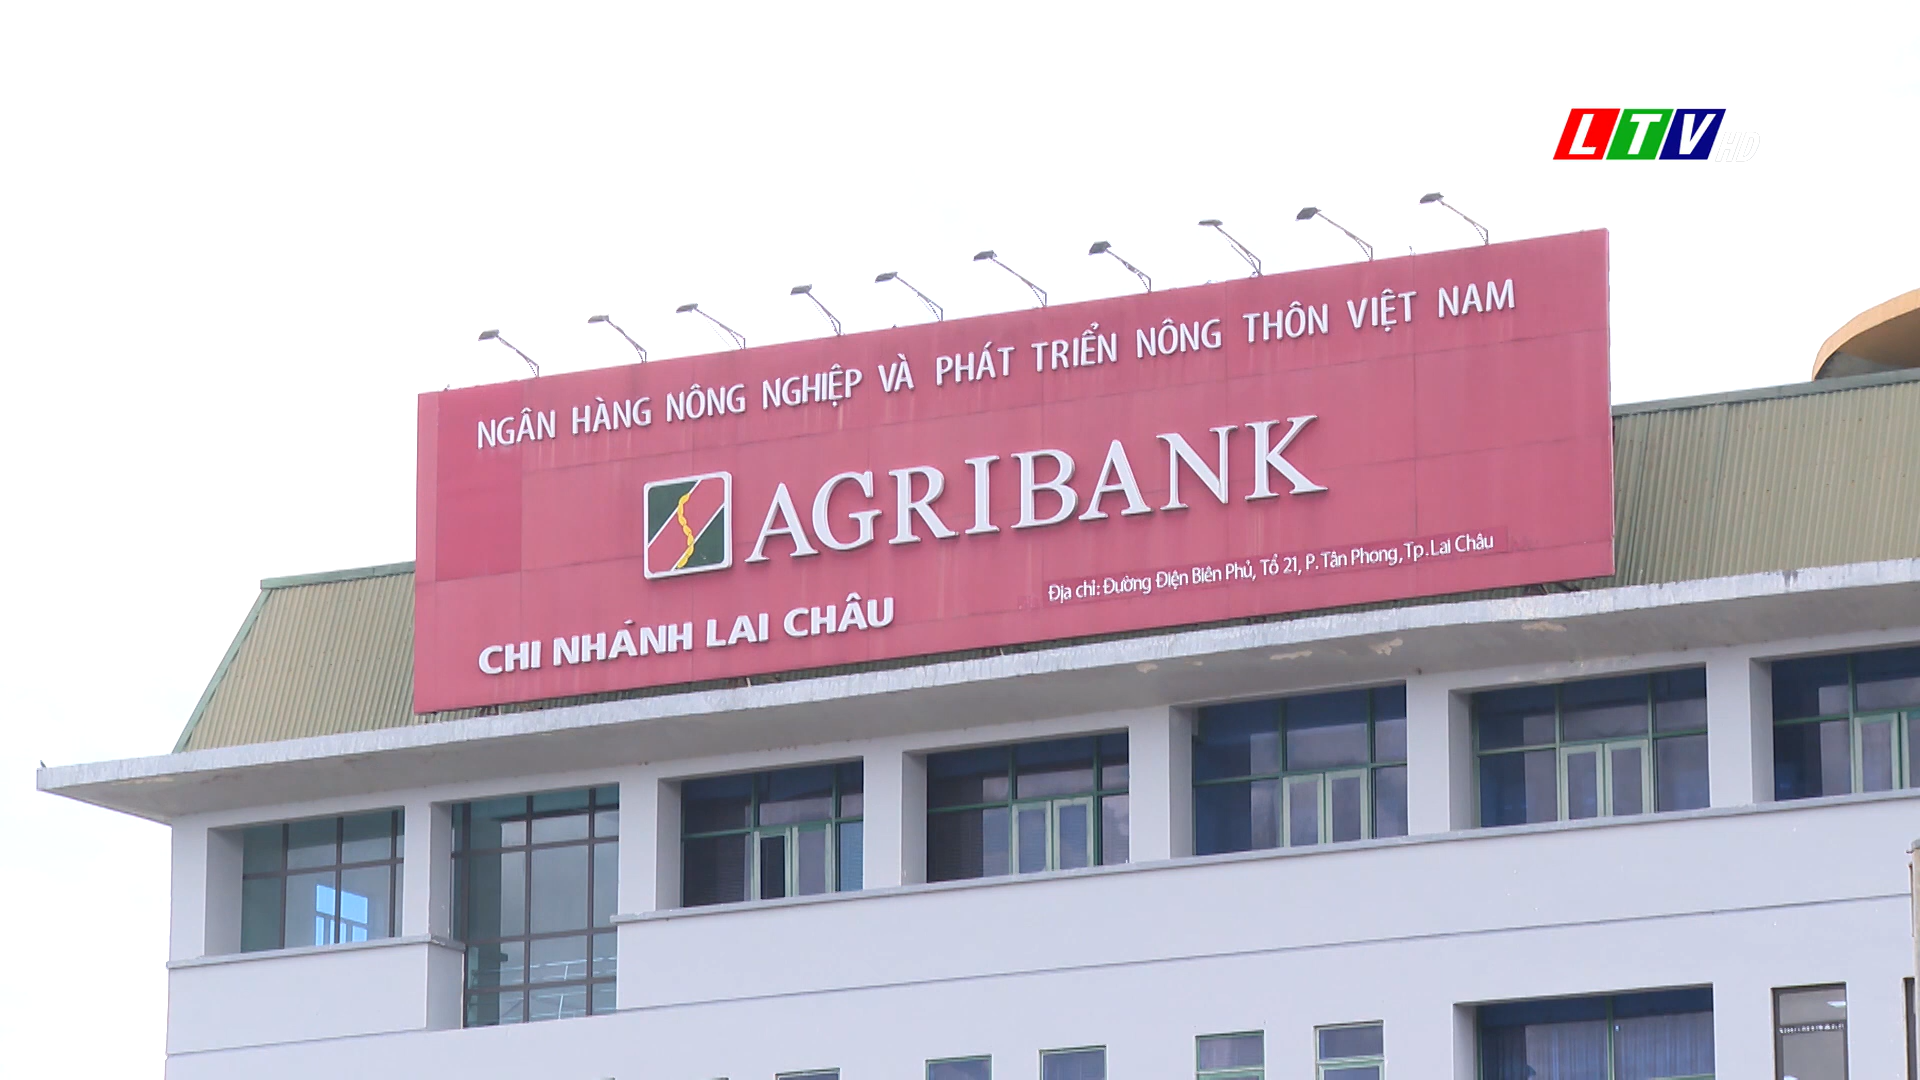 LTV HD
NGÂN HÀNG NÔNG NGHIỆP VÀ PHÁT TRIỂN NÔNG THÔN VIỆT NAM
AGRIBANK
CHI NHÁNH LAI CHÂU
Địa chỉ: Đường Điện Biên Phủ, Tổ 21, P. Tân Phong, Tp. Lai Châu